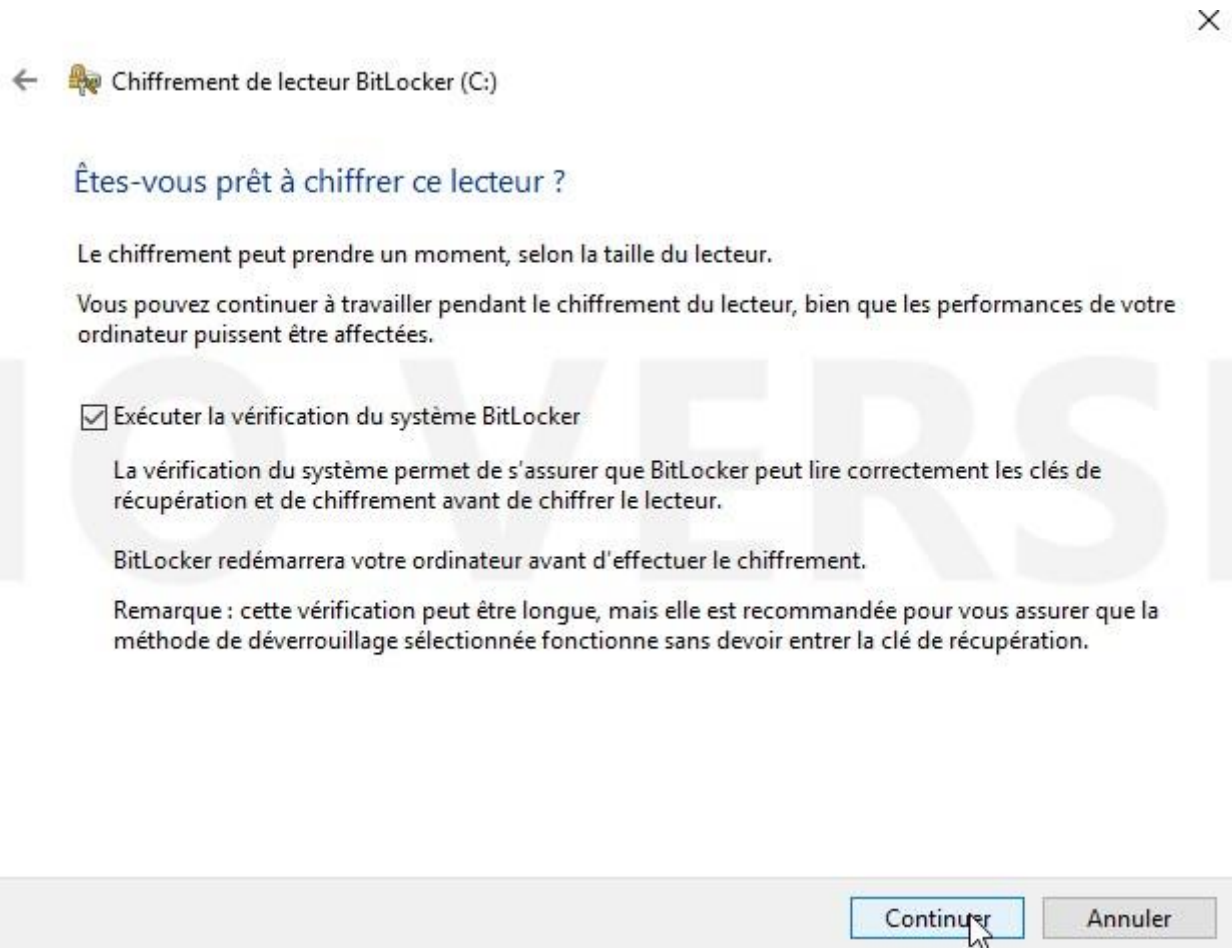 Chiffrement de lecteur BitLocker (C:)
Êtes-vous prêt à chiffrer ce lecteur ?
Le chiffrement peut prendre un moment, selon la taille du lecteur.
Vous pouvez continuer à travailler pendant le chiffrement du lecteur, bien que les performances de votre
ordinateur puissent être affectées.
Exécuter la vérification du système BitLocker
La vérification du système permet de s'assurer que BitLocker peut lire correctement les clés de
récupération et de chiffrement avant de chiffrer le lecteur.
BitLocker redémarrera votre ordinateur avant d'effectuer le chiffrement.
Remarque : cette vérification peut être longue, mais elle est recommandée pour vous assurer que la
méthode de déverrouillage sélectionnée fonctionne sans devoir entrer la clé de récupération.
Continuer
Annuler